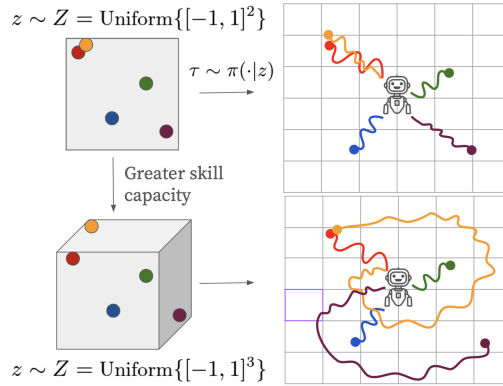 z ∼ Z = Uniform{[-1, 1]²}
τ ∼ π(·|z)
Greater skill
capacity
z ∼ Z = Uniform{[-1, 1]³}